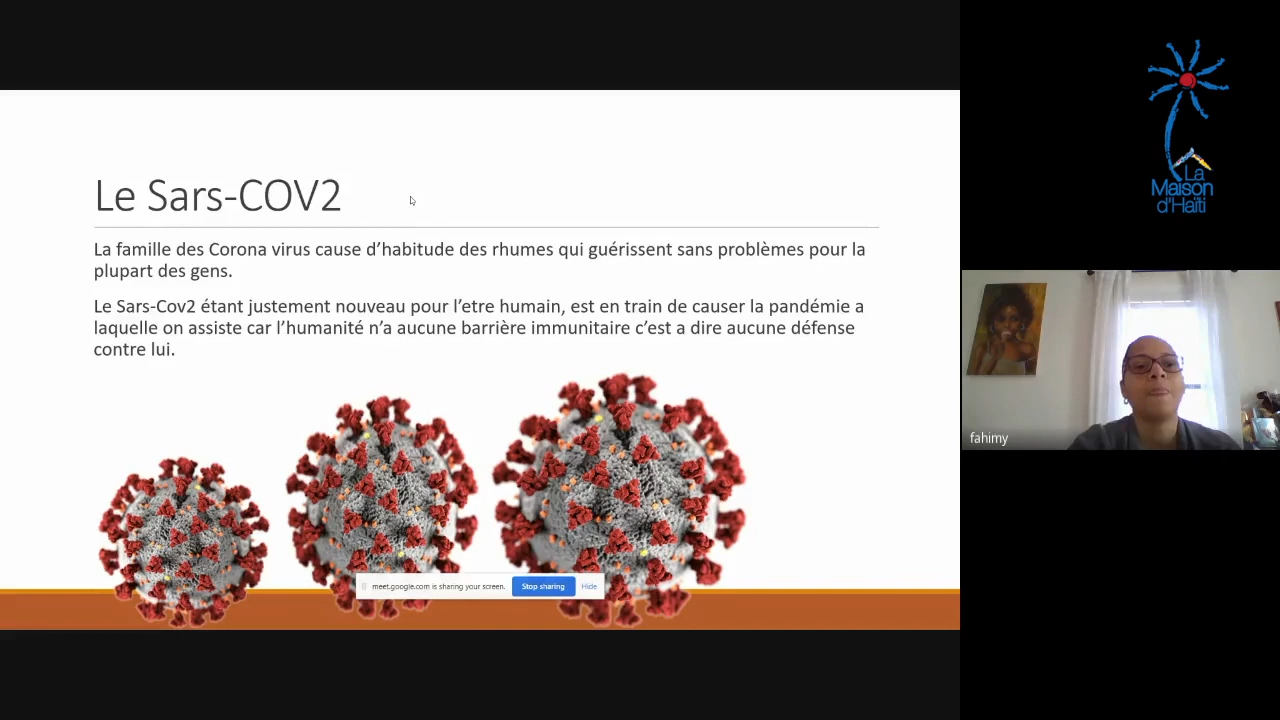 Le Sars-COV2
La famille des Corona virus cause d'habitude des rhumes qui guérissent sans problèmes pour la
plupart des gens.
Le Sars-Cov2 étant justement nouveau pour l'etre humain, est en train de causer la pandémie a
laquelle on assiste car l'humanité n'a aucune barrière immunitaire c'est a dire aucune défense
contre lui.
meet.google.com is sharing your screen. Stop sharing Hide
La
Maison
d'Haïti
fahimy